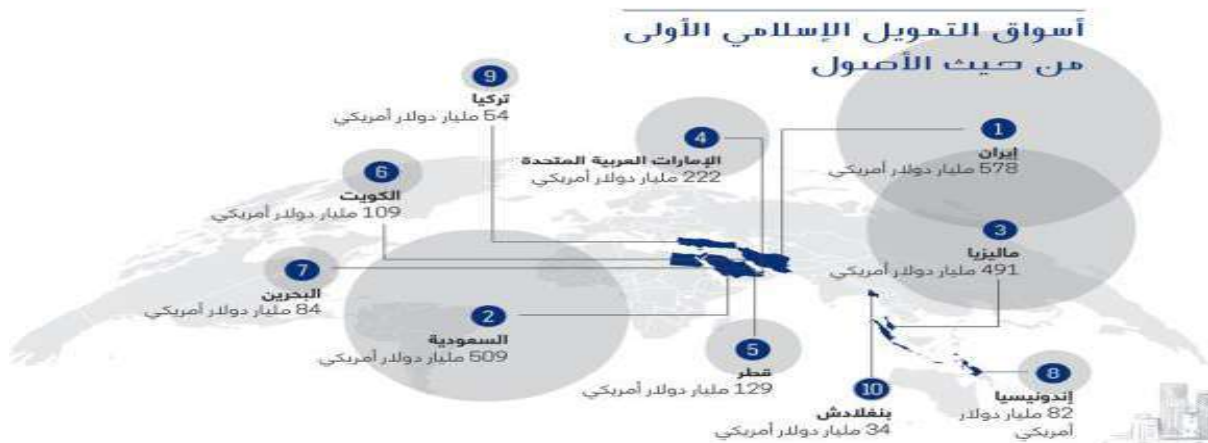 أسواق التمويل الإسلامي الأولى
من حيث الأصول
1
إيران
578 مليار دولار أمريكي
2
السعودية
509 مليار دولار أمريكي
3
ماليزيا
491 مليار دولار أمريكي
4
الإمارات العربية المتحدة
222 مليار دولار أمريكي
5
قطر
129 مليار دولار أمريكي
6
الكويت
109 مليار دولار أمريكي
7
البحرين
84 مليار دولار أمريكي
8
إندونيسيا
82 مليار دولار
أمريكي
9
تركيا
54 مليار دولار أمريكي
10
بنغلادش
34 مليار دولار أمريكي